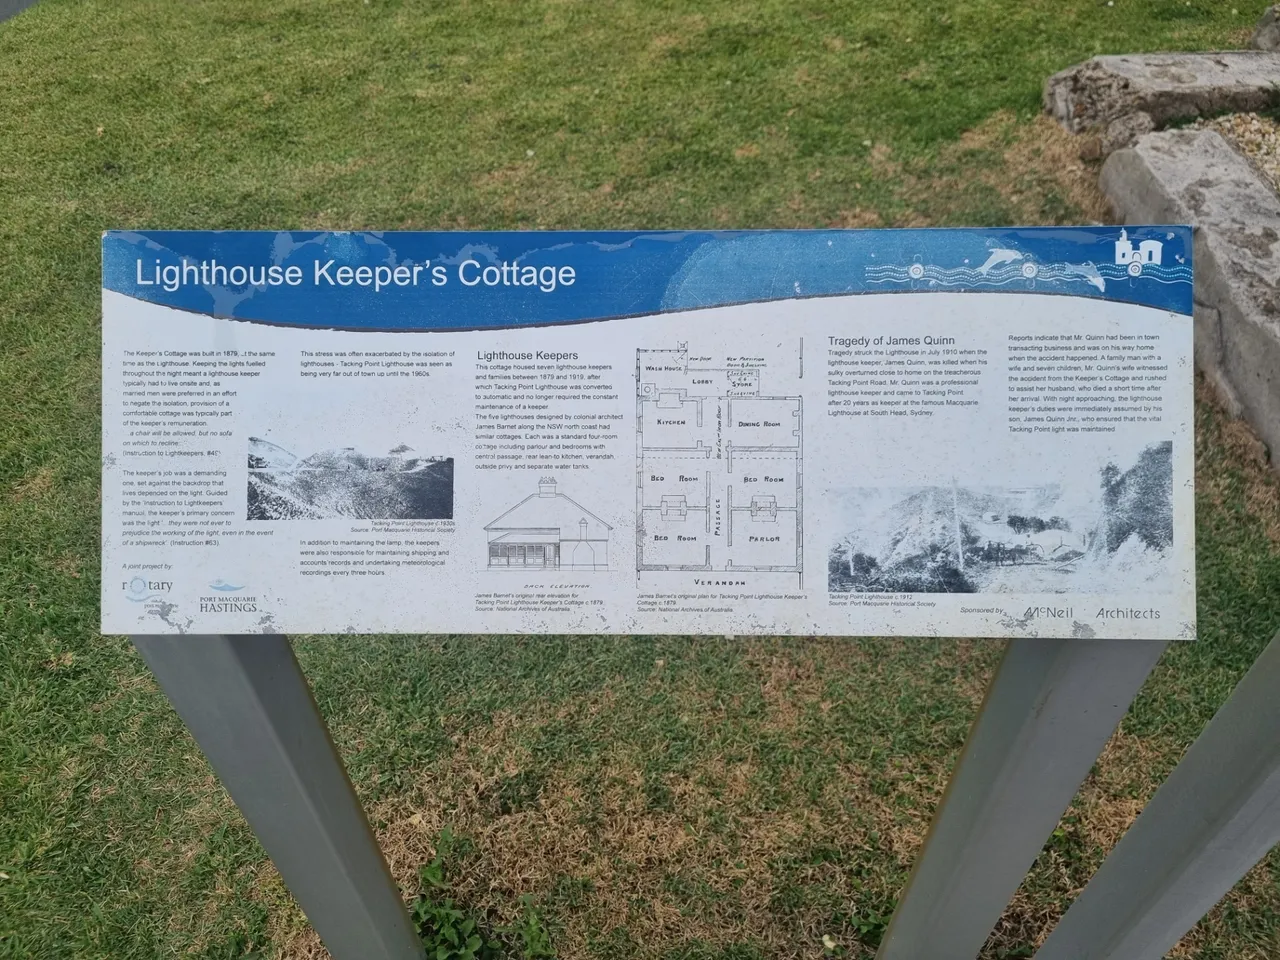 Lighthouse Keeper's Cottage
The Keeper's Cottage was built in 1879, at the same
time as the Lighthouse. Keeping the lights fuelled
throughout the night meant a lighthouse keeper
typically had to live onsite and, as
married men were preferred in an effort
to negate the isolation, provision of a
comfortable cottage was typically part
of the keeper's remuneration.
a chair will be allowed, but no sofa
on which to recline.
(Instruction to Lightkeepers, #45)
The keeper's job was a demanding
one, set against the backdrop that
lives depended on the light. Guided
by the 'Instruction to Lightkeepers'
manual, the keeper's primary concern
was the light '...they were not ever to
prejudice the working of the light, even in the event
of a shipwreck' (Instruction #63).
A joint project by:
rotary
PORT MACQUARIE
HASTINGS
This stress was often exacerbated by the isolation of
lighthouses - Tacking Point Lighthouse was seen as
being very far out of town up until the 1960s.
Tacking Point Lighthouse c.1930s
Source: Port Macquarie Historical Society
In addition to maintaining the lamp, the keepers
were also responsible for maintaining shipping and
accounts records and undertaking meteorological
recordings every three hours.
Lighthouse Keepers
This cottage housed seven lighthouse keepers
and families between 1879 and 1919, after
which Tacking Point Lighthouse was converted
to automatic and no longer required the constant
maintenance of a keeper.
The five lighthouses designed by colonial architect
James Barnet along the NSW north coast had
similar cottages. Each was a standard four-room
cottage including parlour and bedrooms with
central passage, rear lean-to kitchen, verandah,
outside privy and separate water tanks.
BACK ELEVATION
James Barnet's original rear elevation for
Tacking Point Lighthouse Keeper's Cottage c.1879
Source: National Archives of Australia
WASH HOUSE
NEW DOOR
NEW PARTITION
LOBBY
STORE
KITCHEN
DINING ROOM
BED ROOM
BED ROOM
PASSAGE
BED ROOM
PARLOR
VERANDAH
James Barnet's original plan for Tacking Point Lighthouse Keeper's
Cottage c.1879
Source: National Archives of Australia
Tragedy of James Quinn
Tragedy struck the Lighthouse in July 1910 when the
lighthouse keeper, James Quinn, was killed when his
sulky overturned close to home on the treacherous
Tacking Point Road. Mr. Quinn was a professional
lighthouse keeper and came to Tacking Point
after 20 years as keeper at the famous Macquarie
Lighthouse at South Head, Sydney.
Reports indicate that Mr. Quinn had been in town
transacting business and was on his way home
when the accident happened. A family man with a
wife and seven children, Mr. Quinn's wife witnessed
the accident from the Keeper's Cottage and rushed
to assist her husband, who died a short time after
her arrival. With night approaching, the lighthouse
keeper's duties were immediately assumed by his
son, James Quinn Jnr., who ensured that the vital
Tacking Point light was maintained.
Tacking Point Lighthouse c.1912
Source: Port Macquarie Historical Society
Sponsored by:
McNeil Architects